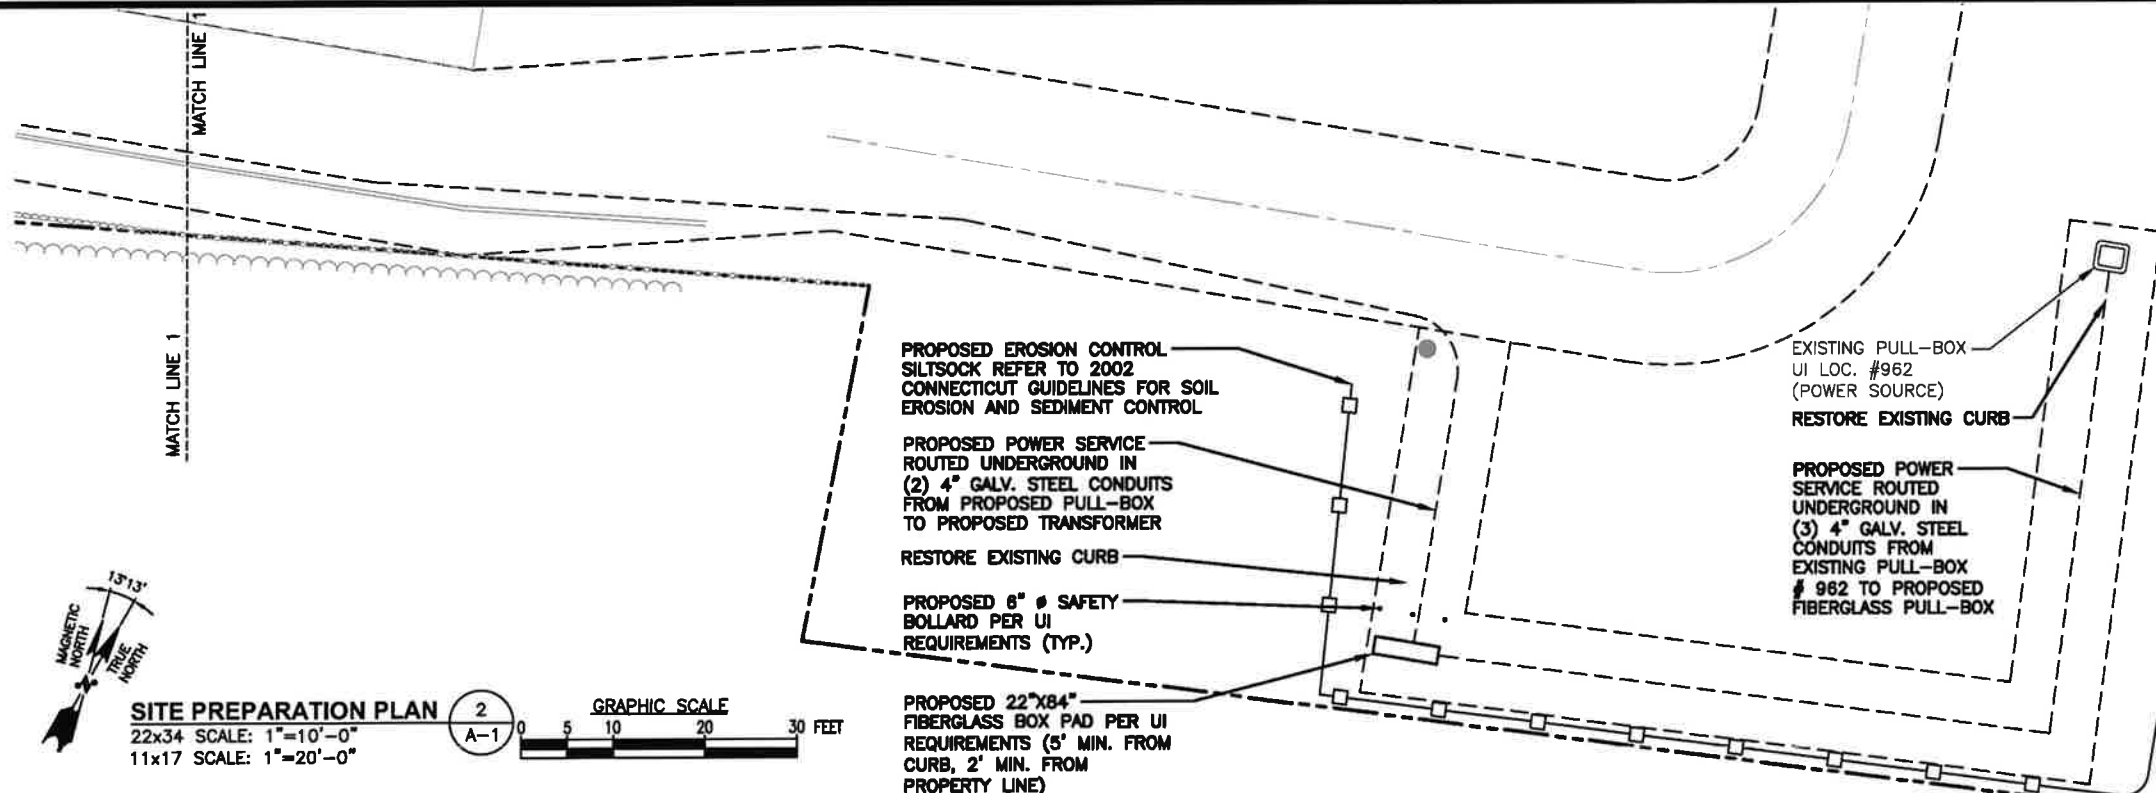 MATCH LINE 1
MATCH LINE 1
PROPOSED EROSION CONTROL
SILTSOCK REFER TO 2002
CONNECTICUT GUIDELINES FOR SOIL
EROSION AND SEDIMENT CONTROL
PROPOSED POWER SERVICE
ROUTED UNDERGROUND IN
(2) 4" GALV. STEEL CONDUITS
FROM PROPOSED PULL-BOX
TO PROPOSED TRANSFORMER
RESTORE EXISTING CURB
PROPOSED 6" ø SAFETY
BOLLARD PER UI
REQUIREMENTS (TYP.)
PROPOSED 22"X84"
FIBERGLASS BOX PAD PER UI
REQUIREMENTS (5' MIN. FROM
CURB, 2' MIN. FROM
PROPERTY LINE)
EXISTING PULL-BOX
UI LOC. #962
(POWER SOURCE)
RESTORE EXISTING CURB
PROPOSED POWER
SERVICE ROUTED
UNDERGROUND IN
(3) 4" GALV. STEEL
CONDUITS FROM
EXISTING PULL-BOX
# 962 TO PROPOSED
FIBERGLASS PULL-BOX
13°13'
MAGNETIC
NORTH
TRUE
NORTH
N
SITE PREPARATION PLAN
22x34 SCALE: 1"=10'-0"
11x17 SCALE: 1"=20'-0"
2
A-1
GRAPHIC SCALE
0 5 10 20 30 FEET